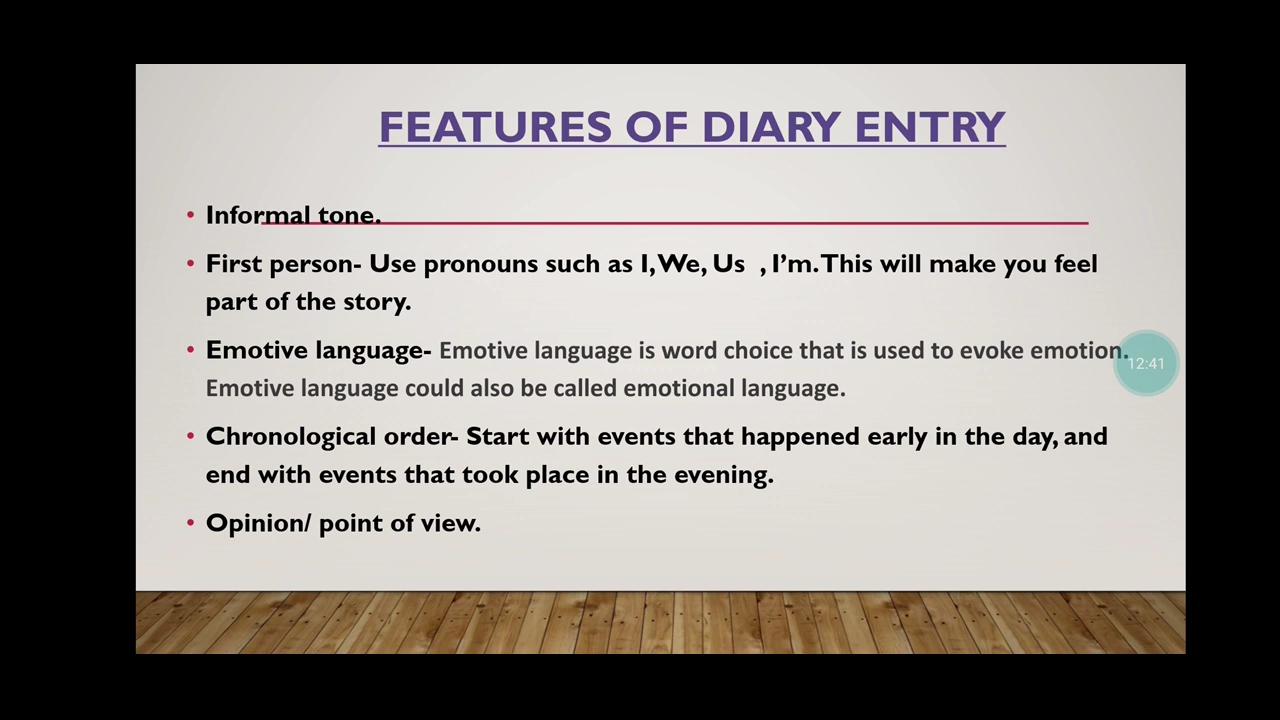 FEATURES OF DIARY ENTRY
• Informal tone.
• First person- Use pronouns such as I, We, Us , I’m. This will make you feel
part of the story.
• Emotive language- Emotive language is word choice that is used to evoke emotion.
12:41
Emotive language could also be called emotional language.
• Chronological order- Start with events that happened early in the day, and
end with events that took place in the evening.
• Opinion/ point of view.